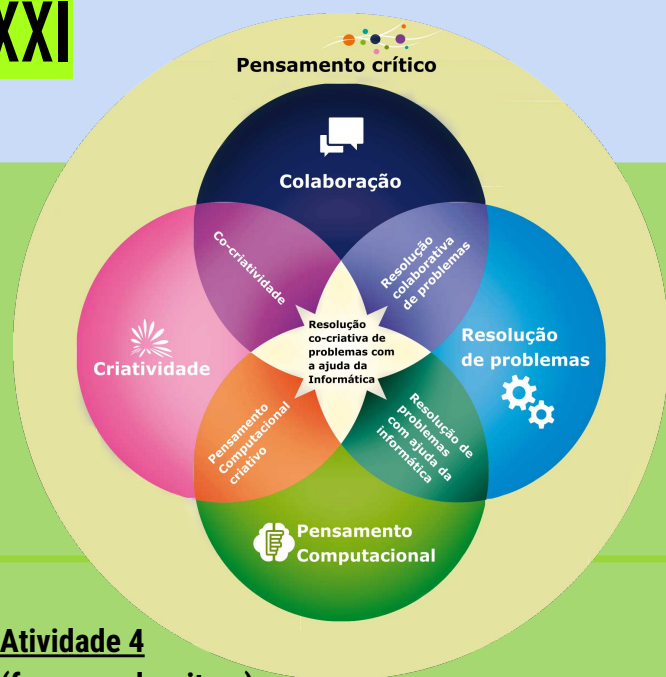 XXI
Pensamento crítico
Colaboração
Co-criatividade
Resolução
colaborativa
de problemas
Criatividade
Resolução
co-criativa de
problemas com
a ajuda da
Informática
Resolução
de problemas
Pensamento
Computacional
criativo
Resolução de
problemas
com ajuda da
informática
Pensamento
Computacional
Atividade 4